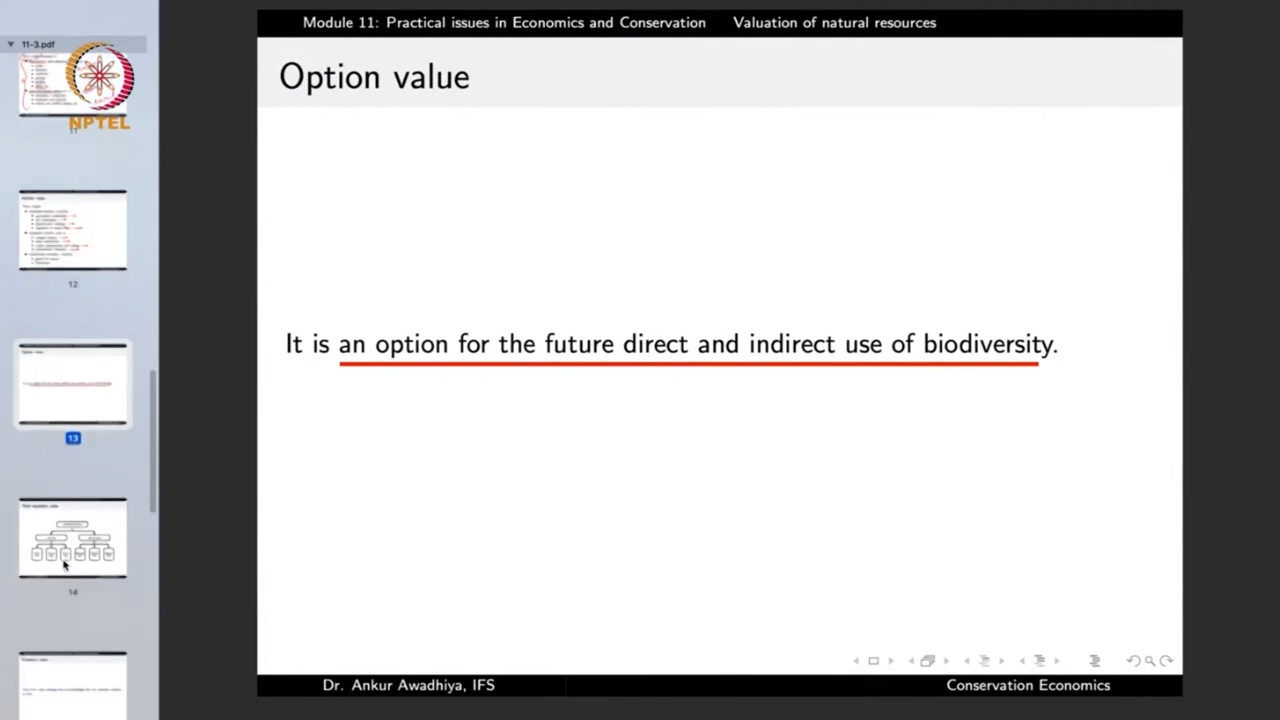 Module 11: Practical issues in Economics and Conservation Valuation of natural resources
11-3.pdf
NPTEL
Option value
12
It is an option for the future direct and indirect use of biodiversity.
13
14
Dr. Ankur Awadhiya, IFS Conservation Economics